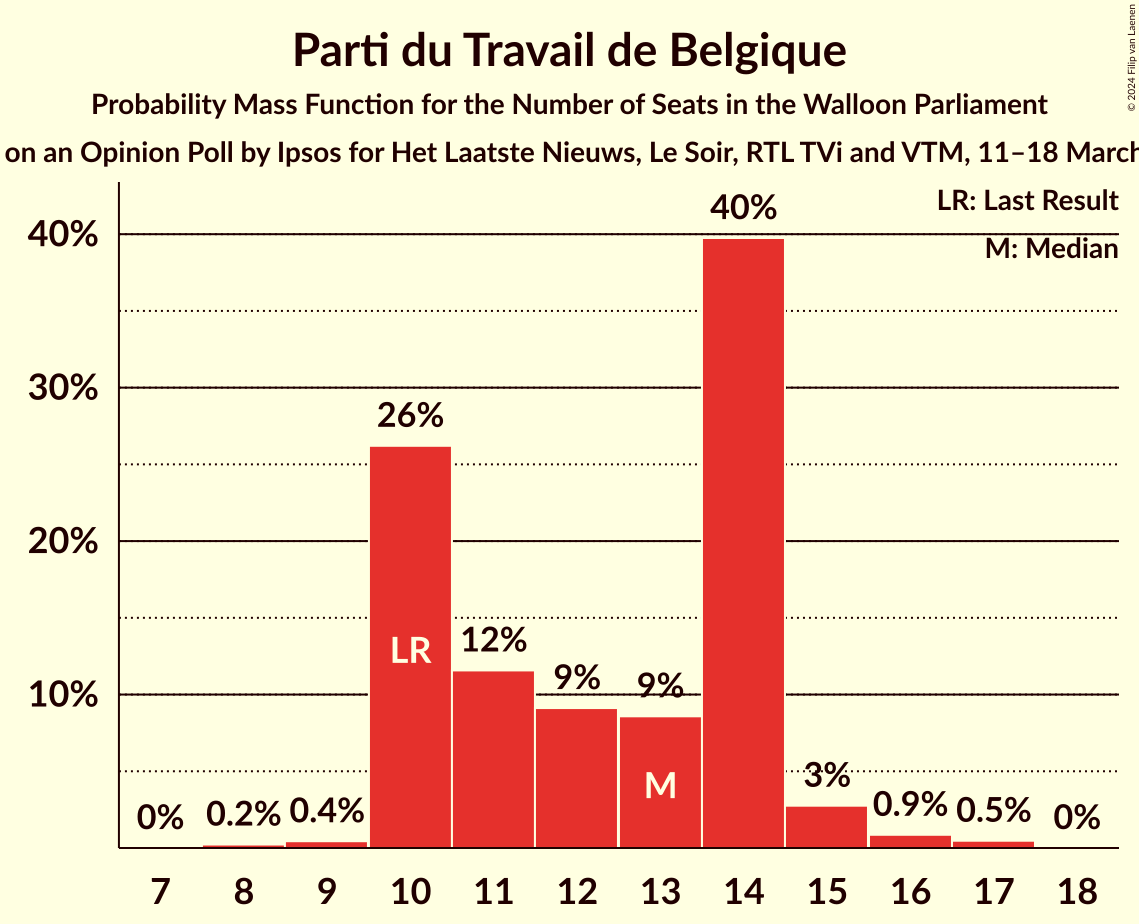 Parti du Travail de Belgique
Probability Mass Function for the Number of Seats in the Walloon Parliament
on an Opinion Poll by Ipsos for Het Laatste Nieuws, Le Soir, RTL TVi and VTM, 11–18 March
© 2024 Filip van Laenen
LR: Last Result
M: Median
40%
30%
20%
10%
0%
0.2%
0.4%
26%
12%
9%
9%
40%
3%
0.9%
0.5%
0%
LR
M
7 8 9 10 11 12 13 14 15 16 17 18